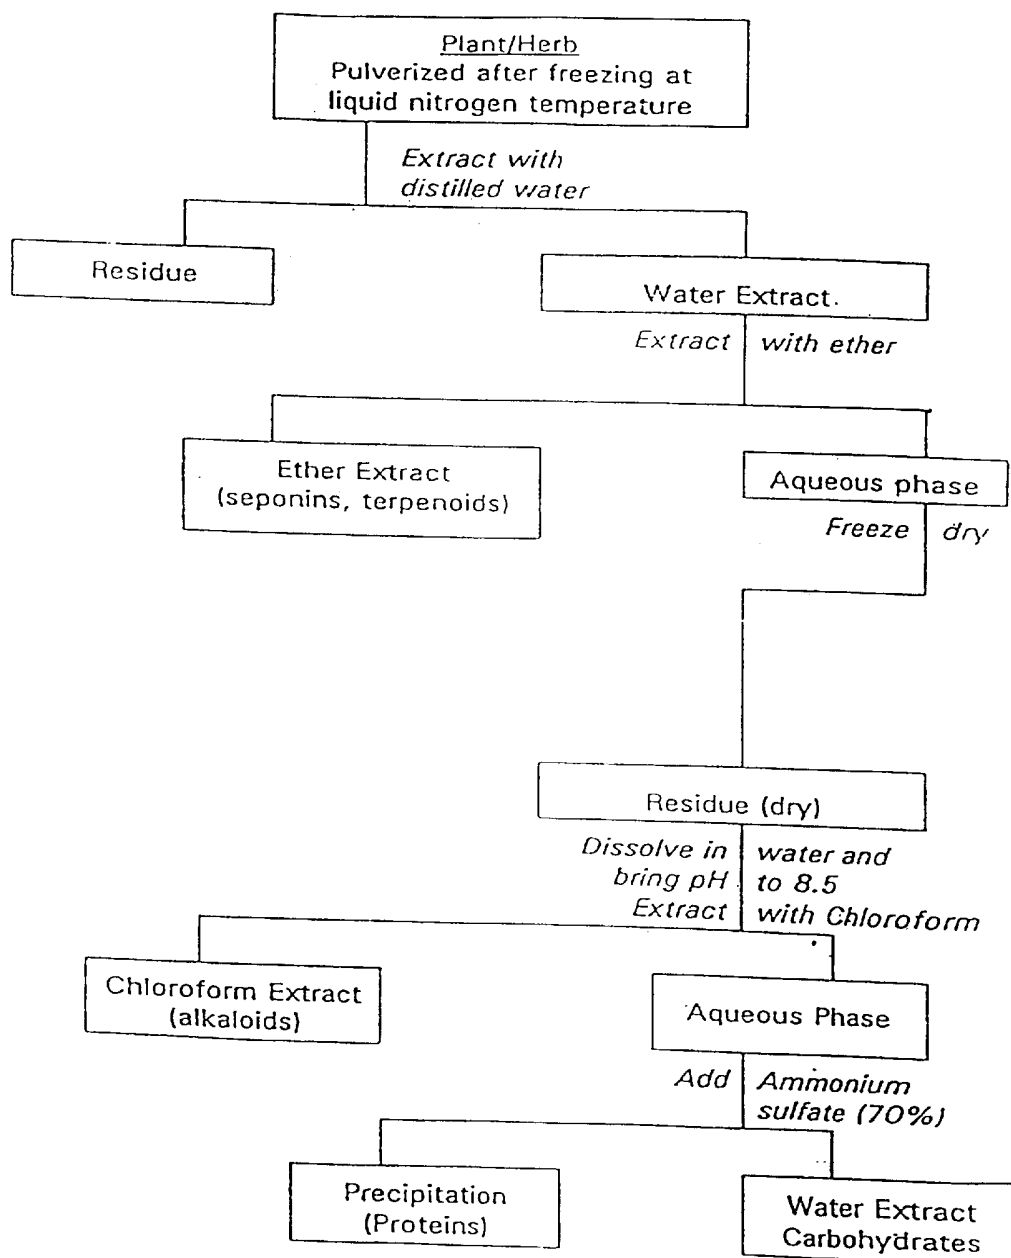 Plant/Herb
Pulverized after freezing at
liquid nitrogen temperature
Extract with
distilled water
Residue
Water Extract.
Extract with ether
Ether Extract
(seponins, terpenoids)
Aqueous phase
Freeze dry
Residue (dry)
Dissolve in water and
bring pH to 8.5
Extract with Chloroform
Chloroform Extract
(alkaloids)
Aqueous Phase
Add Ammonium
sulfate (70%)
Precipitation
(Proteins)
Water Extract
Carbohydrates